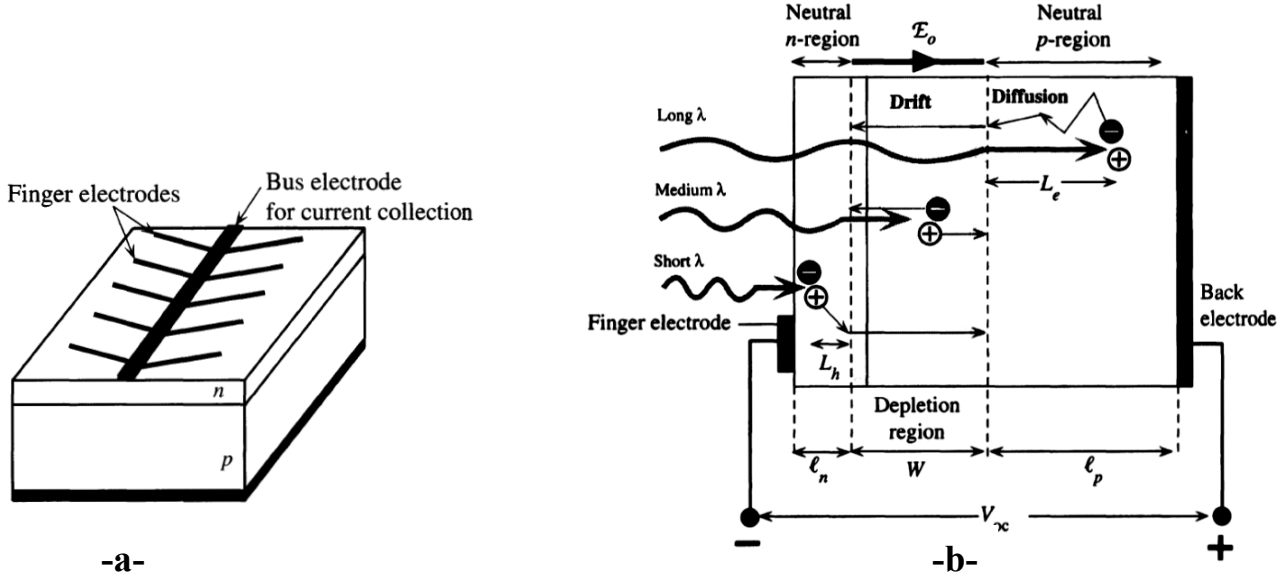 Finger electrodes
Bus electrode
for current collection
n
p
-a-
Neutral
n-region
ℰo
Neutral
p-region
Drift
Diffusion
Long λ
Le
Medium λ
Short λ
Finger electrode
Lh
Back
electrode
Depletion
region
ℓn
W
ℓp
Voc
-b-